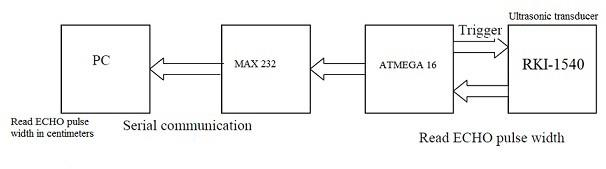 Ultrasonic transducer
Trigger
PC
MAX 232
ATMEGA 16
RKI-1540
Read ECHO pulse
width in centimeters
Serial communication
Read ECHO pulse width